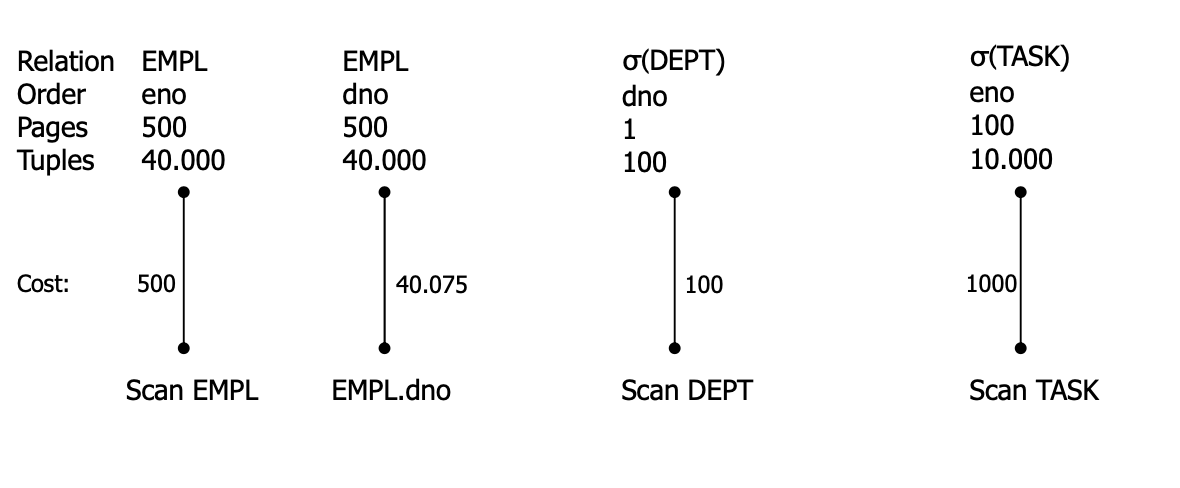 Relation EMPL EMPL σ(DEPT) σ(TASK)
Order eno dno dno eno
Pages 500 500 1 100
Tuples 40.000 40.000 100 10.000
Cost: 500 40.075 100 1000
Scan EMPL EMPL.dno Scan DEPT Scan TASK